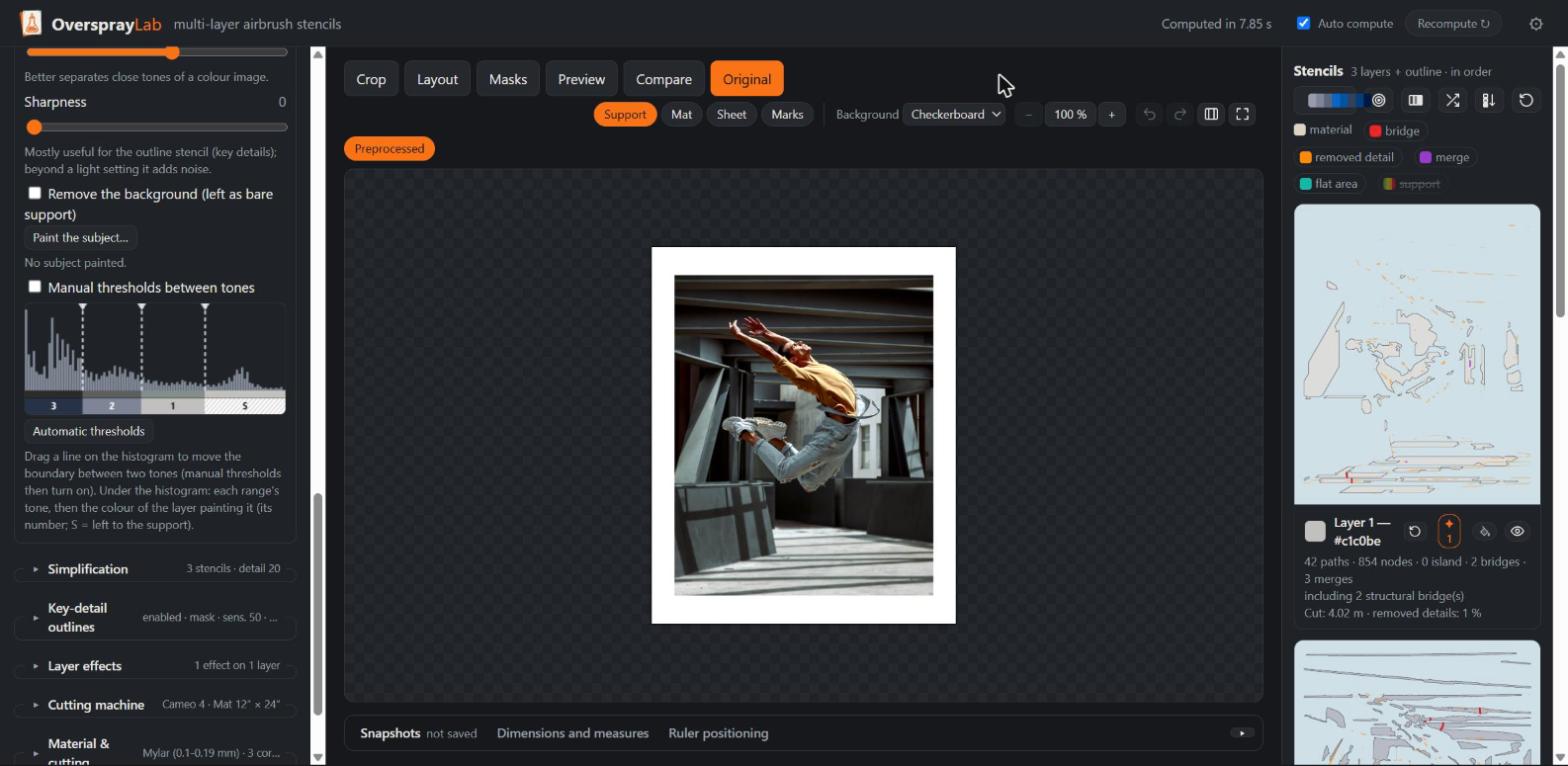 OversprayLab multi-layer airbrush stencils
Computed in 7.85 s
Auto compute
Recompute ↻
Better separates close tones of a colour image.
Sharpness 0
Mostly useful for the outline stencil (key details);
beyond a light setting it adds noise.
Remove the background (left as bare
support)
Paint the subject...
No subject painted.
Manual thresholds between tones
3 2 1 S
Automatic thresholds
Drag a line on the histogram to move the
boundary between two tones (manual thresholds
then turn on). Under the histogram: each range's
tone, then the colour of the layer painting it (its
number; S = left to the support).
Simplification 3 stencils · detail 20
Key-detail
outlines
enabled · mask · sens. 50 · ...
Layer effects 1 effect on 1 layer
Cutting machine Cameo 4 · Mat 12" × 24"
Material &
cutting
Mylar (0.1-0.19 mm) · 3 cor...
Crop Layout Masks Preview Compare Original
Support Mat Sheet Marks Background Checkerboard − 100 % +
Preprocessed
Snapshots not saved Dimensions and measures Ruler positioning
Stencils 3 layers + outline · in order
material bridge
removed detail merge
flat area support
Layer 1 —
#c1c0be
1
42 paths · 854 nodes · 0 island · 2 bridges ·
3 merges
including 2 structural bridge(s)
Cut: 4.02 m · removed details: 1 %